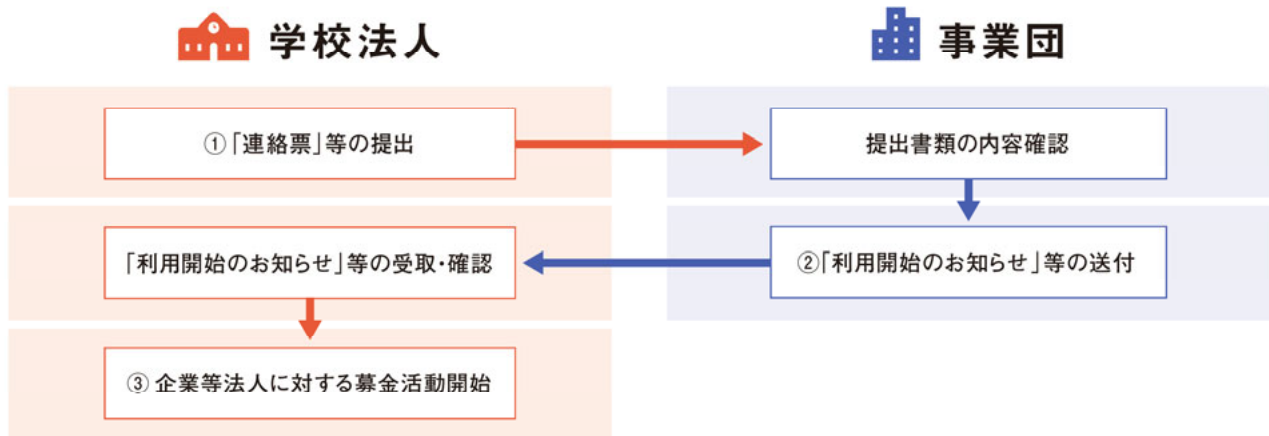 学校法人
事業団
①「連絡票」等の提出
提出書類の内容確認
「利用開始のお知らせ」等の受取・確認
②「利用開始のお知らせ」等の送付
③ 企業等法人に対する募金活動開始